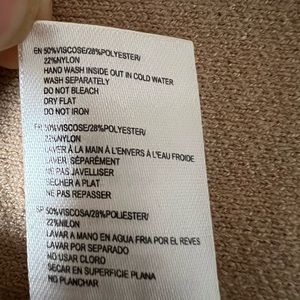 EN 50%VISCOSE/28%POLYESTER/
22%NYLON
HAND WASH INSIDE OUT IN COLD WATER
WASH SEPARATELY
DO NOT BLEACH
DRY FLAT
DO NOT IRON
FR 50%VISCOSE/28%POLYESTER/
22%NYLON
LAVER À LA MAIN À L'ENVERS À L'EAU FROIDE
LAVER SÉPARÉMENT
NE PAS JAVELLISER
SECHER A PLAT
NE PAS REPASSER
SP 50%VISCOSA/28%POLIESTER/
22%NILON
LAVAR A MANO EN AGUA FRIA POR EL REVES
LAVAR POR SEPARADO
NO USAR CLORO
SECAR EN SUPERFICIE PLANA
NO PLANCHAR